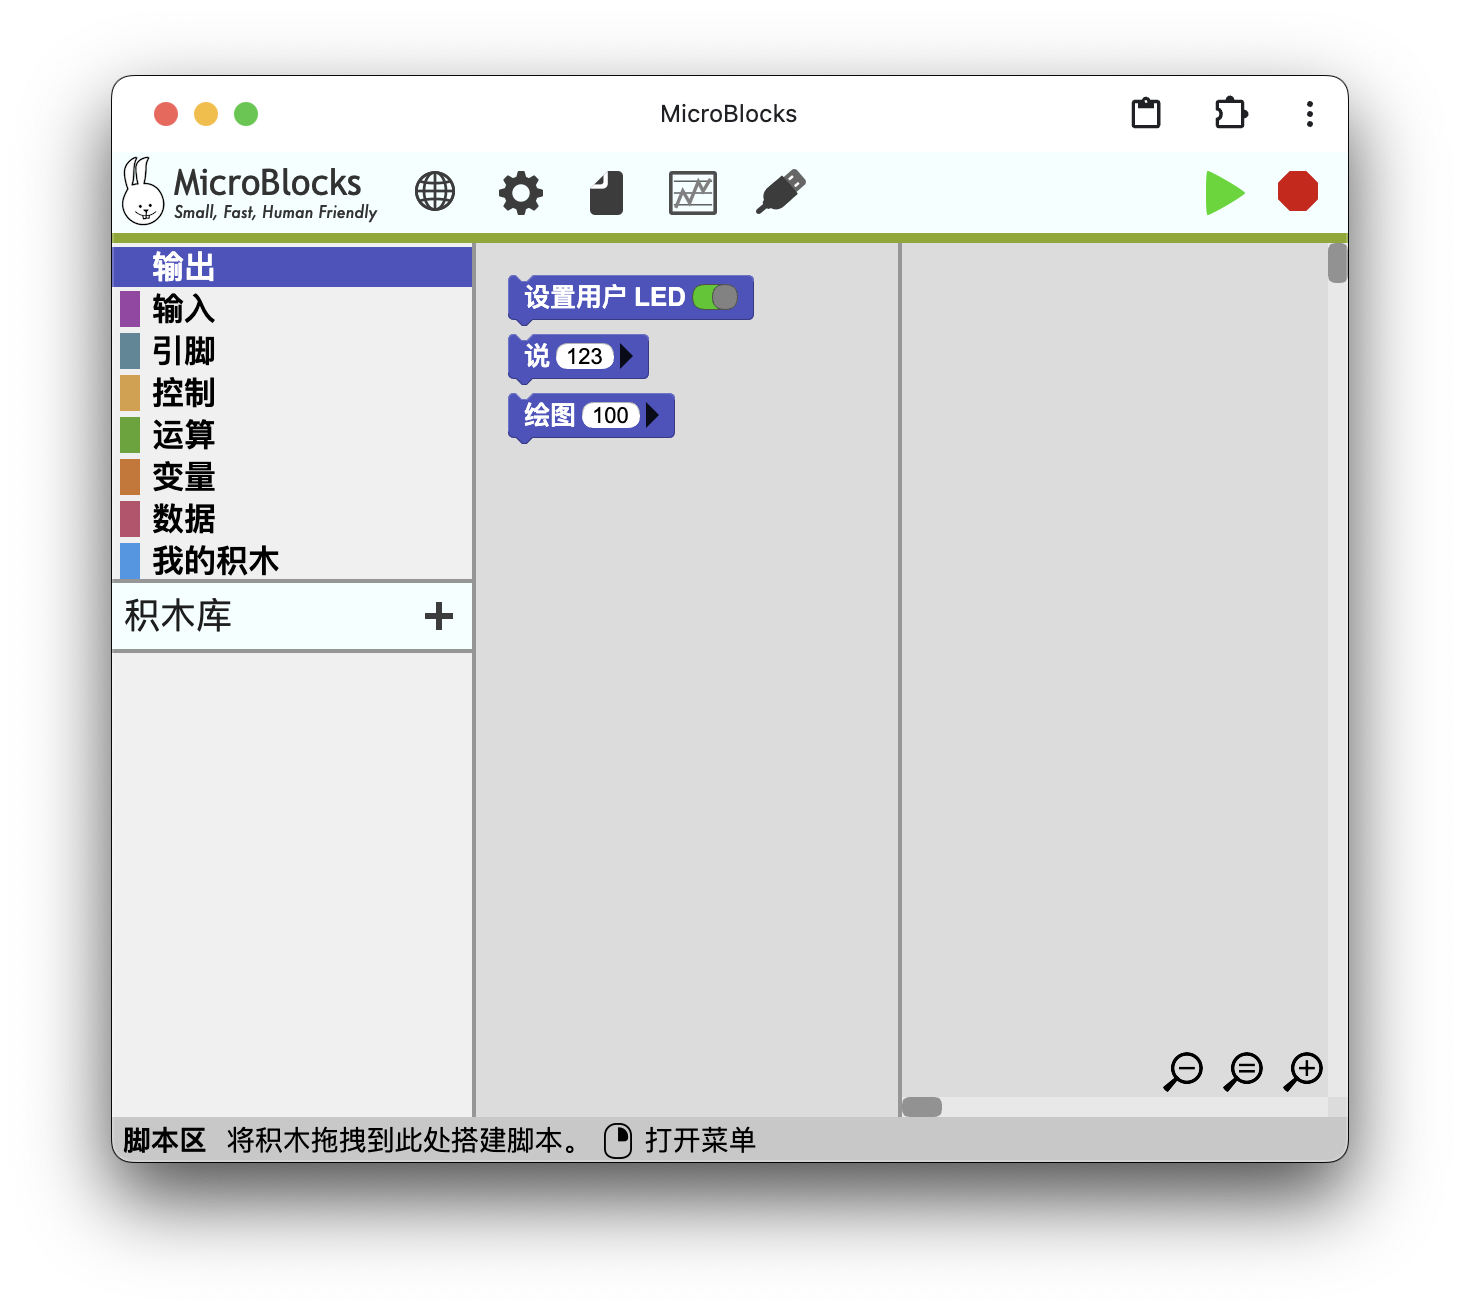 MicroBlocks
MicroBlocks
Small, Fast, Human Friendly
输出
输入
引脚
控制
运算
变量
数据
我的积木
积木库
设置用户 LED
说 123
绘图 100
脚本区 将积木拖拽到此处搭建脚本。 打开菜单